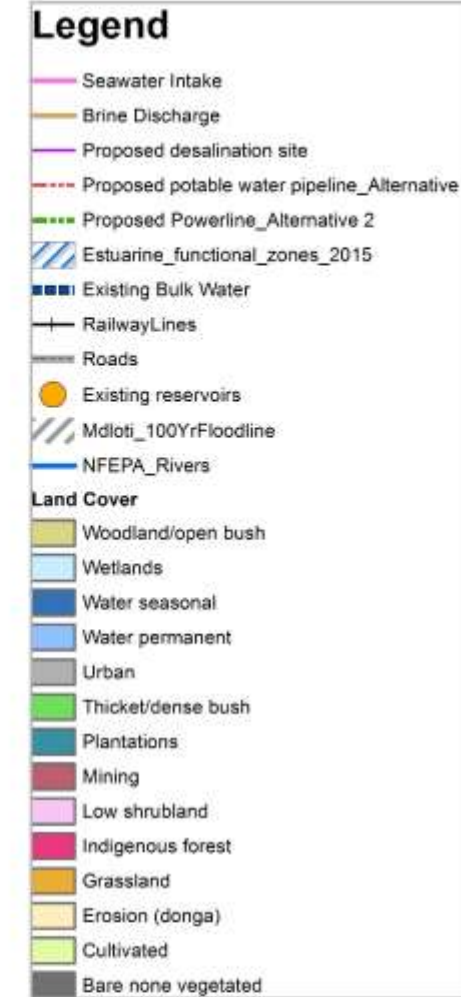 Legend
Seawater Intake
Brine Discharge
Proposed desalination site
Proposed potable water pipeline_Alternative
Proposed Powerline_Alternative 2
Estuarine_functional_zones_2015
Existing Bulk Water
RailwayLines
Roads
Existing reservoirs
Mdloti_100YrFloodline
NFEPA_Rivers
Land Cover
Woodland/open bush
Wetlands
Water seasonal
Water permanent
Urban
Thicket/dense bush
Plantations
Mining
Low shrubland
Indigenous forest
Grassland
Erosion (donga)
Cultivated
Bare none vegetated